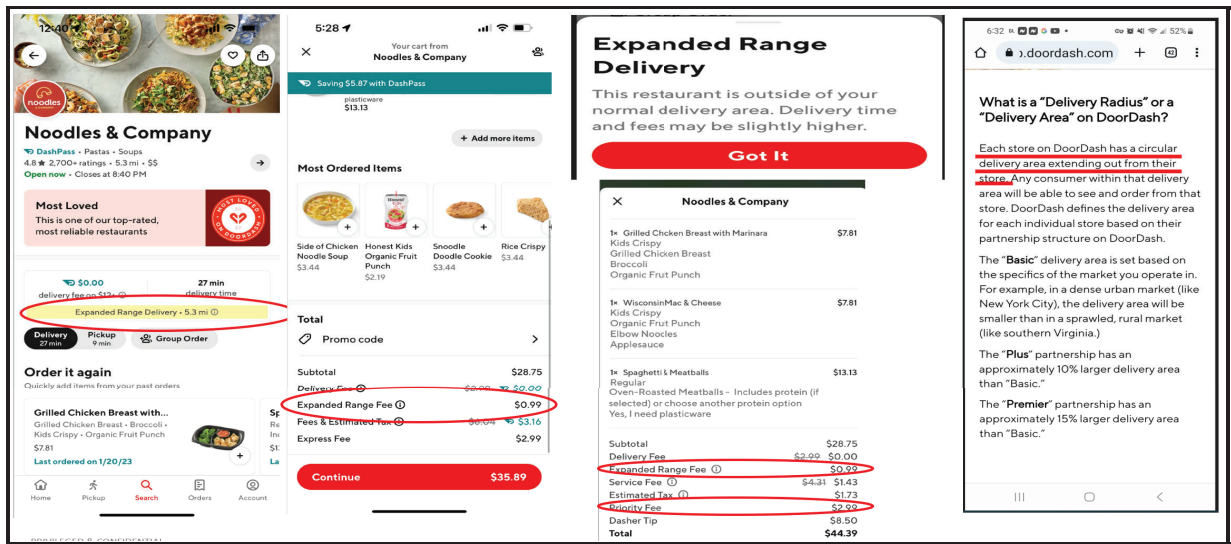 12:40
noodles
& COMPANY
Noodles & Company
DashPass • Pastas • Soups
4.8 ★ 2,700+ ratings • 5.3 mi • $$
Open now • Closes at 8:40 PM
Most Loved
This is one of our top-rated,
most reliable restaurants
MOST LOVED
ON DOORDASH
$0.00
delivery fee on $12+
27 min
delivery time
Expanded Range Delivery • 5.3 mi
Delivery
27 min
Pickup
9 min
Group Order
Order it again
Quickly add items from your past orders
Grilled Chicken Breast with...
Grilled Chicken Breast • Broccoli •
Kids Crispy • Organic Fruit Punch
$7.81
Last ordered on 1/20/23
Sp
Re
In
$1
La
Home
Pickup
Search
Orders
Account
PRIVILEGED & CONFIDENTIAL
5:28
Your cart from
Noodles & Company
Saving $5.87 with DashPass
plasticware
$13.13
+ Add more items
Most Ordered Items
Side of Chicken
Noodle Soup
$3.44
Honest Kids
Organic Fruit
Punch
$2.19
Snoodle
Doodle Cookie
$3.44
Rice Crispy
$3.44
Total
Promo code
Subtotal $28.75
Delivery Fee $2.99 $0.00
Expanded Range Fee $0.99
Fees & Estimated Tax $6.04 $3.16
Express Fee $2.99
Continue $35.89
Expanded Range
Delivery
This restaurant is outside of your
normal delivery area. Delivery time
and fees may be slightly higher.
Got It
Noodles & Company
1× Grilled Chcken Breast with Marinara $7.81
Kids Crispy
Grilled Chicken Breast
Broccoli
Organic Frut Punch
1× WisconsinMac & Cheese $7.81
Kids Crispy
Organic Frut Punch
Elbow Noocles
Applesauce
1× Spaghetti & Meatballs $13.13
Regular
Oven-Roasted Meatballs - Includes protein (if
selected) or choose another protein option
Yes, I need plasticware
Subtotal $28.75
Delivery Fee $2.99 $0.00
Expanded Range Fee $0.99
Service Fee $4.31 $1.43
Estimated Tax $1.73
Priority Fee $2.99
Dasher Tip $8.50
Total $44.39
6:32
52%
o.doordash.com
42
What is a “Delivery Radius” or a
“Delivery Area” on DoorDash?
Each store on DoorDash has a circular
delivery area extending out from their
store. Any consumer within that delivery
area will be able to see and order from that
store. DoorDash defines the delivery area
for each individual store based on their
partnership structure on DoorDash.
The “Basic” delivery area is set based on
the specifics of the market you operate in.
For example, in a dense urban market (like
New York City), the delivery area will be
smaller than in a sprawled, rural market
(like southern Virginia.)
The “Plus” partnership has an
approximately 10% larger delivery area
than “Basic.”
The “Premier” partnership has an
approximately 15% larger delivery area
than “Basic.”